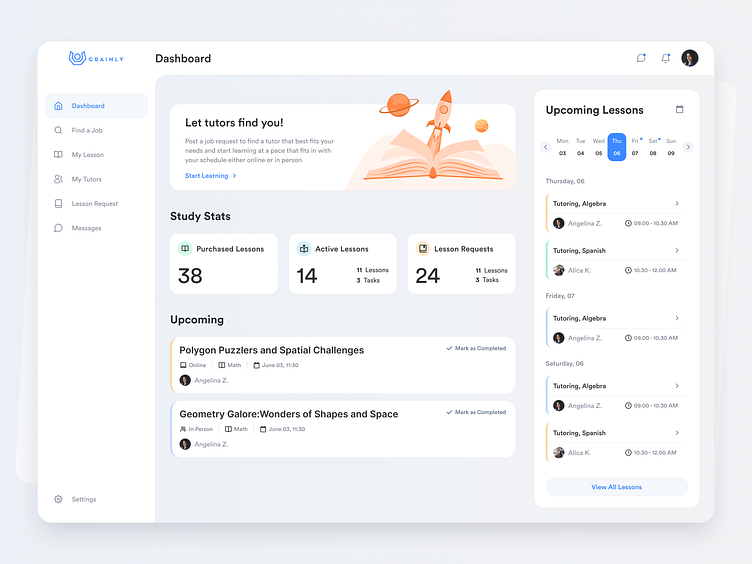 GRAINLY
Dashboard
Dashboard
Find a Job
My Lesson
My Tutors
Lesson Request
Messages
Settings
Let tutors find you!
Post a job request to find a tutor that best fits your
needs and start learning at a pace that fits in with
your schedule either online or in person
Start Learning
Study Stats
Purchased Lessons
38
Active Lessons
14
11 Lessons
3 Tasks
Lesson Requests
24
11 Lessons
3 Tasks
Upcoming
Polygon Puzzlers and Spatial Challenges
Mark as Completed
Online
Math
June 03, 11:30
Angelina Z.
Geometry Galore:Wonders of Shapes and Space
Mark as Completed
In Person
Math
June 03, 11:30
Angelina Z.
Upcoming Lessons
Mon Tue Wed Thu Fri Sat Sun
03 04 05 06 07 08 09
Thursday, 06
Tutoring, Algebra
Angelina Z.
09.00 - 10.30 AM
Tutoring, Spanish
Alica K.
10.30 - 12.00 AM
Friday, 07
Tutoring, Algebra
Angelina Z.
09.00 - 10.30 AM
Saturday, 06
Tutoring, Algebra
Angelina Z.
09.00 - 10.30 AM
Tutoring, Spanish
Alica K.
10.30 - 12.00 AM
View All Lessons